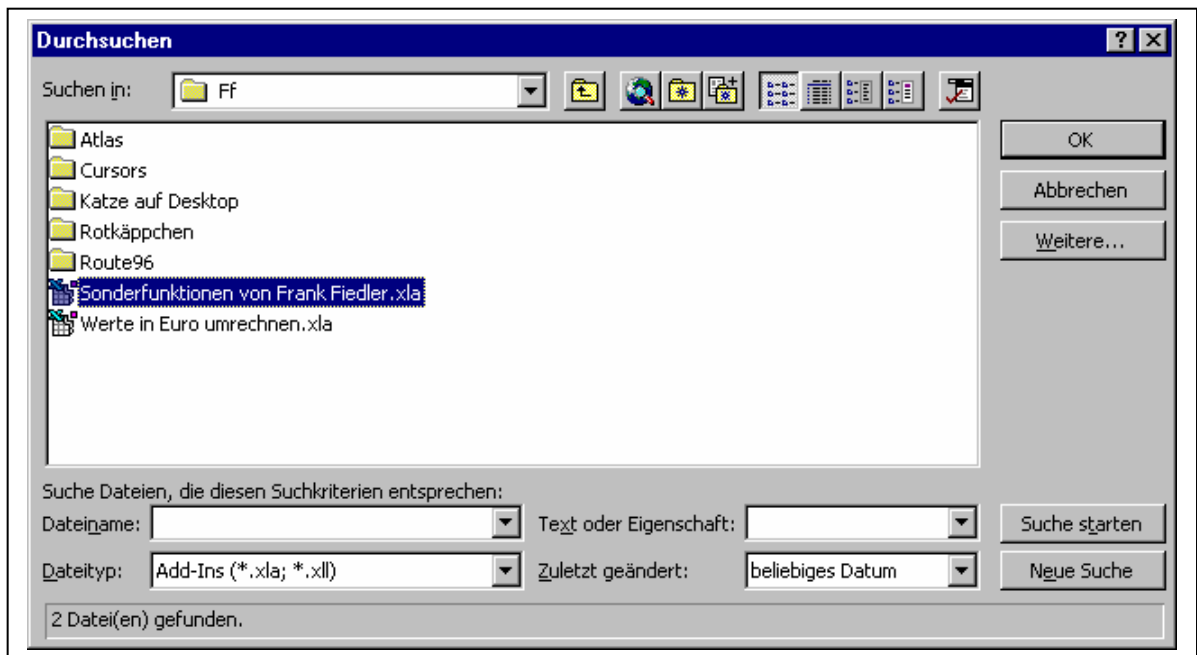 Durchsuchen
Suchen in: Ff
Atlas
Cursors
Katze auf Desktop
Rotkäppchen
Route96
Sonderfunktionen von Frank Fiedler.xla
Werte in Euro umrechnen.xla
OK
Abbrechen
Weitere...
Suche Dateien, die diesen Suchkriterien entsprechen:
Dateiname: Text oder Eigenschaft: Suche starten
Dateityp: Add-Ins (*.xla; *.xll) Zuletzt geändert: beliebiges Datum Neue Suche
2 Datei(en) gefunden.